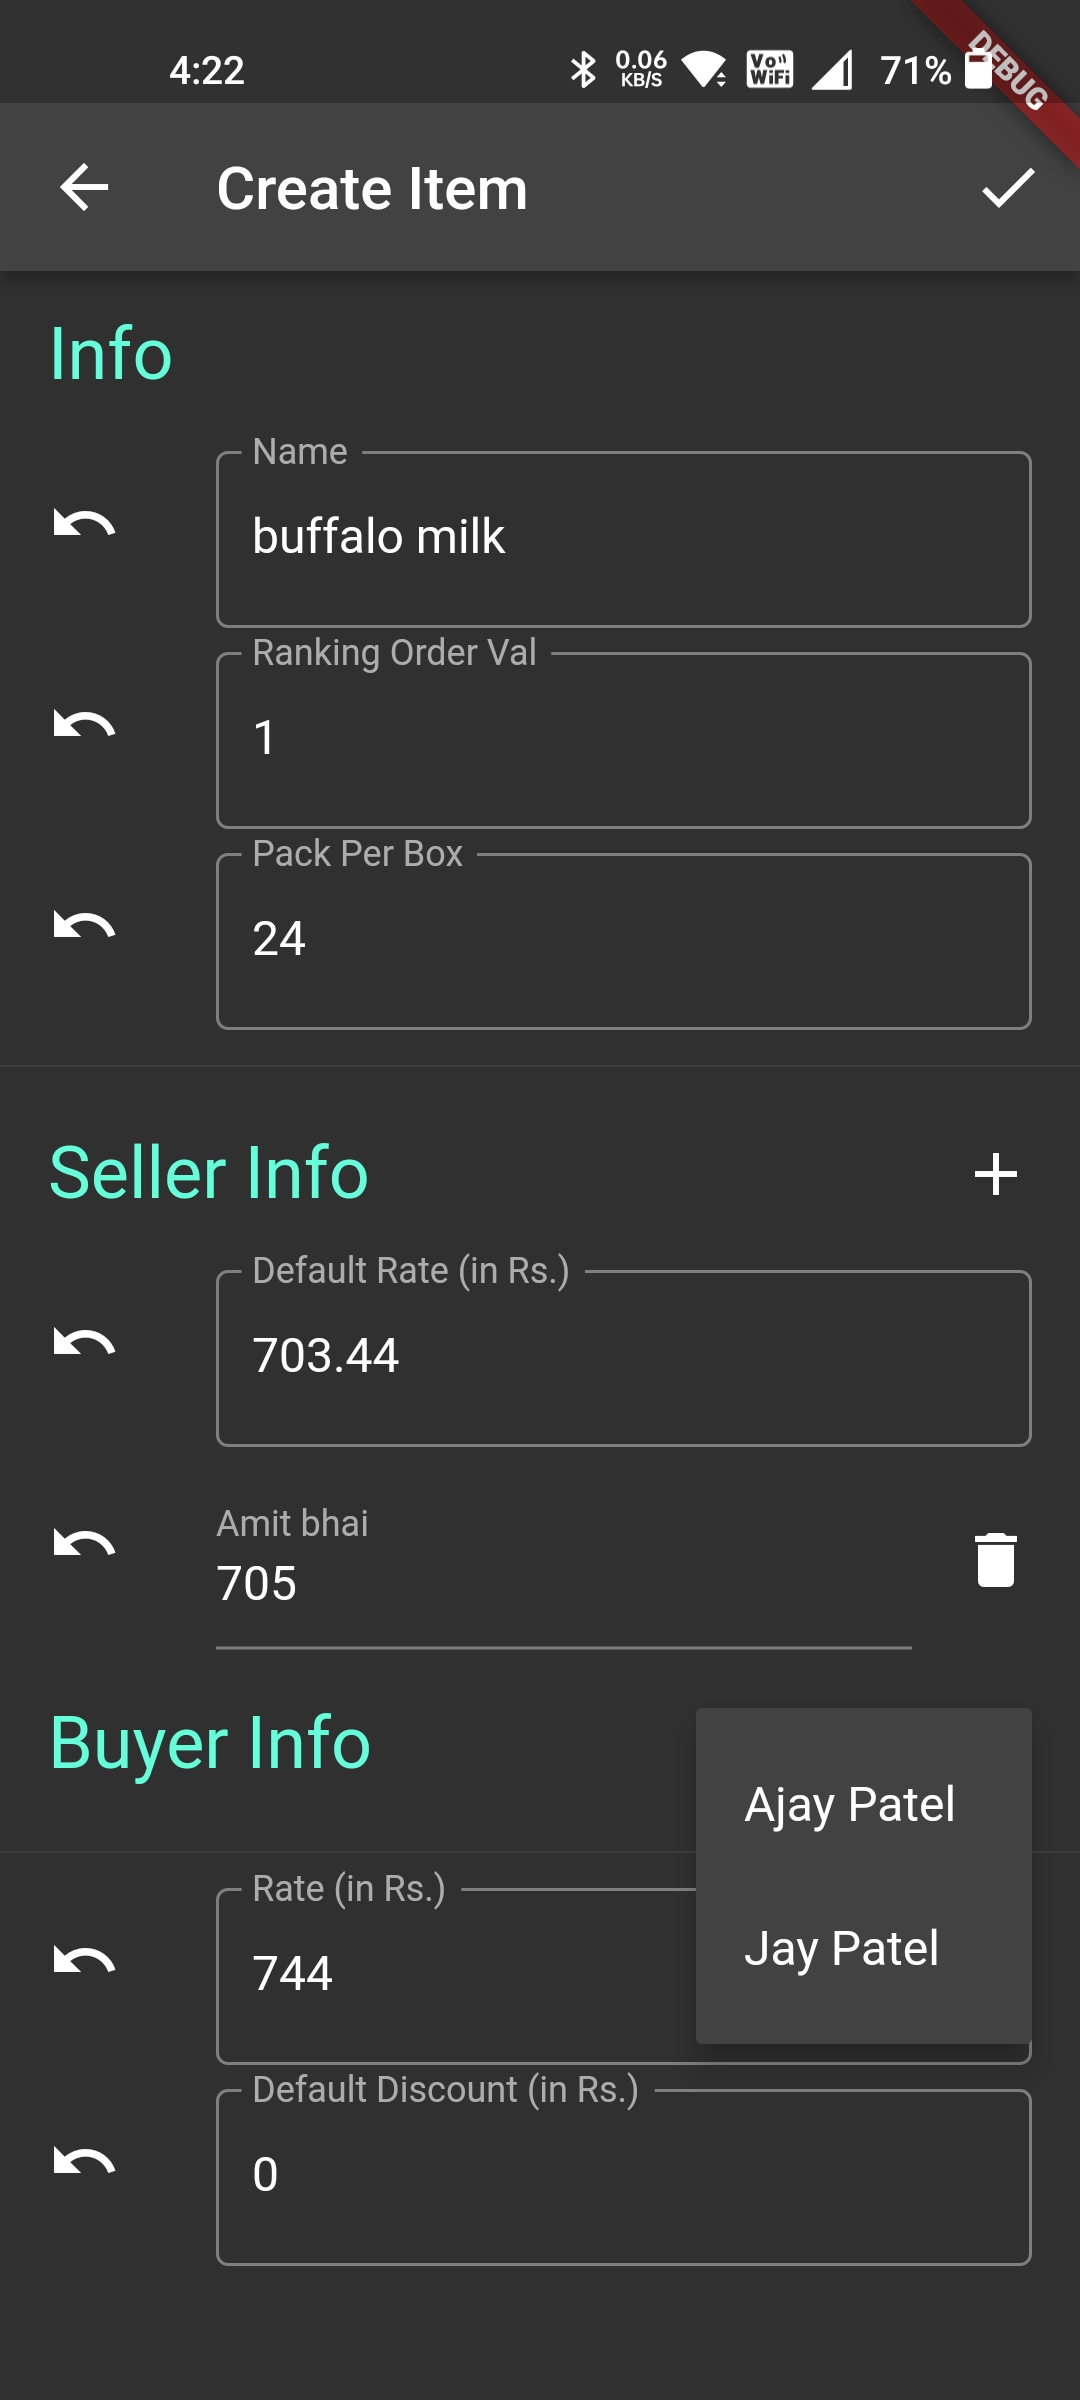 4:22
0.06
KB/S
Vo
WiFi
71%
DEBUG
Create Item
Info
Name
buffalo milk
Ranking Order Val
1
Pack Per Box
24
Seller Info
Default Rate (in Rs.)
703.44
Amit bhai
705
Buyer Info
Ajay Patel
Rate (in Rs.)
Jay Patel
744
Default Discount (in Rs.)
0